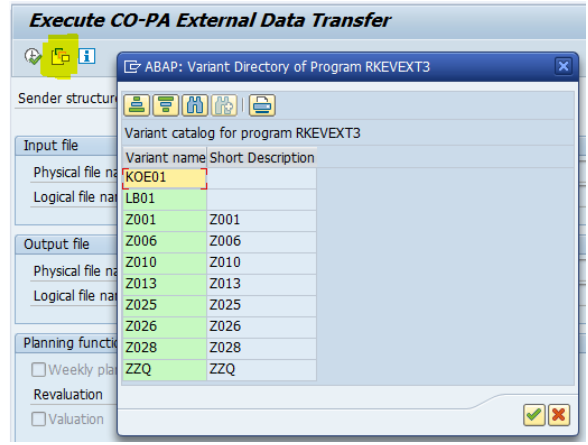 Execute CO-PA External Data Transfer
ABAP: Variant Directory of Program RKEVEXT3
Sender structur
Variant catalog for program RKEVEXT3
Input file
Variant name Short Description
Physical file na
KOE01
Logical file nar
LB01
Z001 Z001
Output file
Z006 Z006
Z010 Z010
Physical file na
Z013 Z013
Logical file nar
Z025 Z025
Z026 Z026
Planning functi
Z028 Z028
Weekly pla
ZZQ ZZQ
Revaluation
Valuation